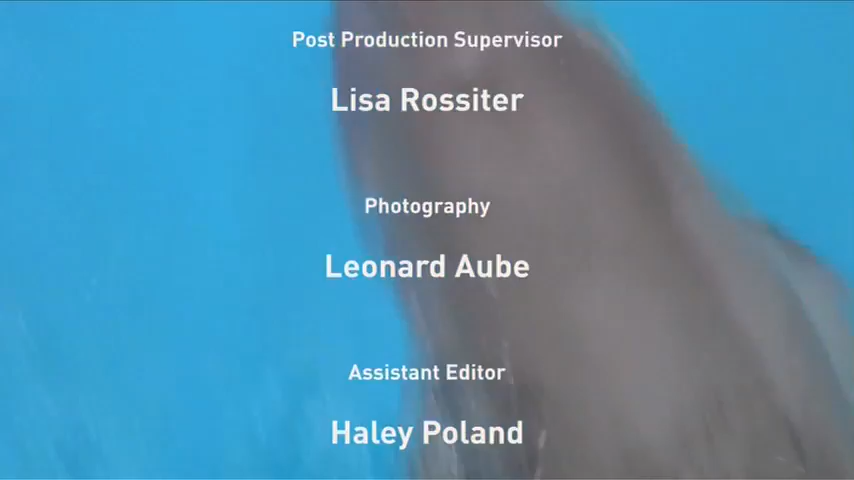 Post Production Supervisor
Lisa Rossiter
Photography
Leonard Aube
Assistant Editor
Haley Poland